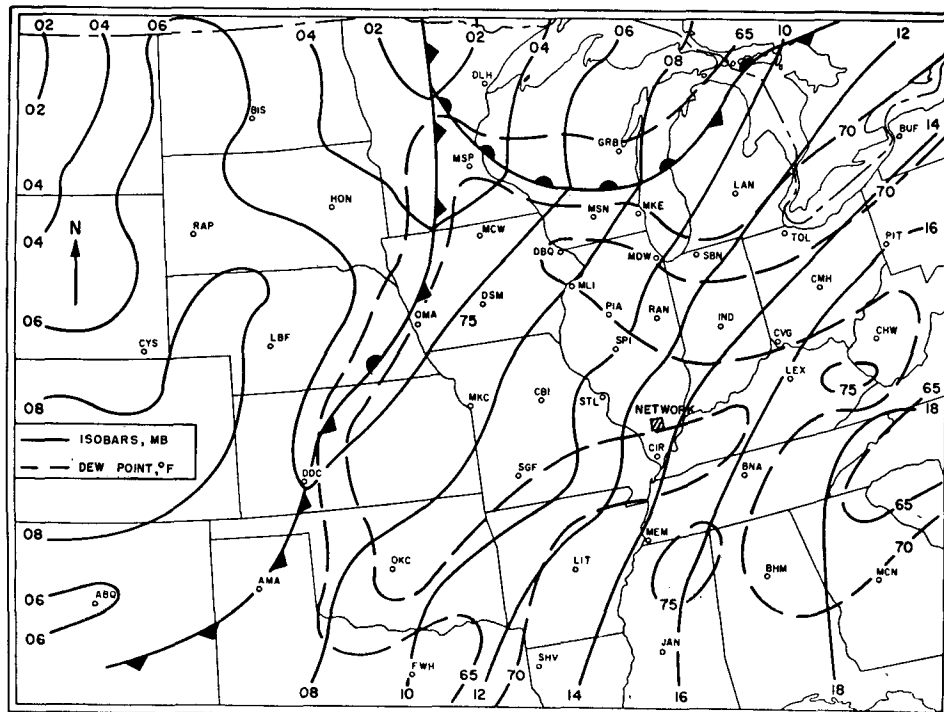 02 04 06 04 02 02 04 06 65 10 12
08
DLH
02 BIS 70 BUF 14
GRB
MSP
04 LAN 70
HON MSN MKE
N RAP 16
04 MCW TOL PIT
DBQ MDW SBN
DSM MLI CMH
06 OMA 75 PIA RAN IND CHW
CYS LBF SPI CVG
LEX 75 65
08 MKC CBI STL 18
NETWORK
ISOBARS, MB
DEW POINT, °F CIR
DDC SGF BNA
65
08 MEM 70
OKC LIT BHM MCN
AMA 75
06 ABQ
06
JAN
FWH 65 70 SHV
08 10 12 14 16 18